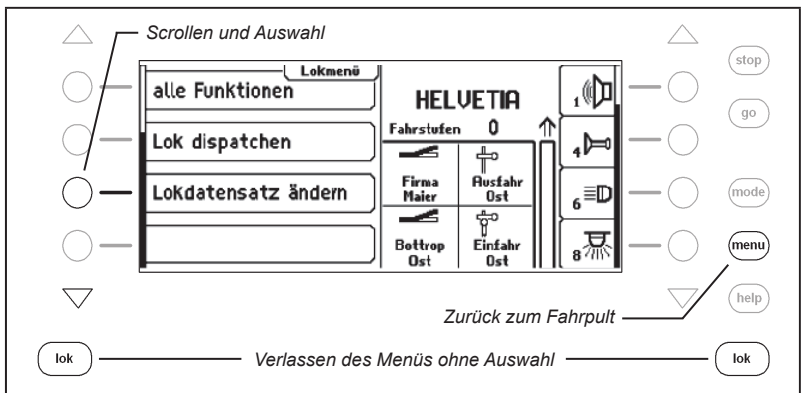 Scrollen und Auswahl
stop
go
mode
menu
help
Lokmenü
alle Funktionen
Lok dispatchen
Lokdatensatz ändern
HELVETIA
Fahrstufen 0
Firma
Maier
Ausfahr
Ost
Bottrop
Ost
Einfahr
Ost
1
4
6
8
Zurück zum Fahrpult
lok
Verlassen des Menüs ohne Auswahl
lok